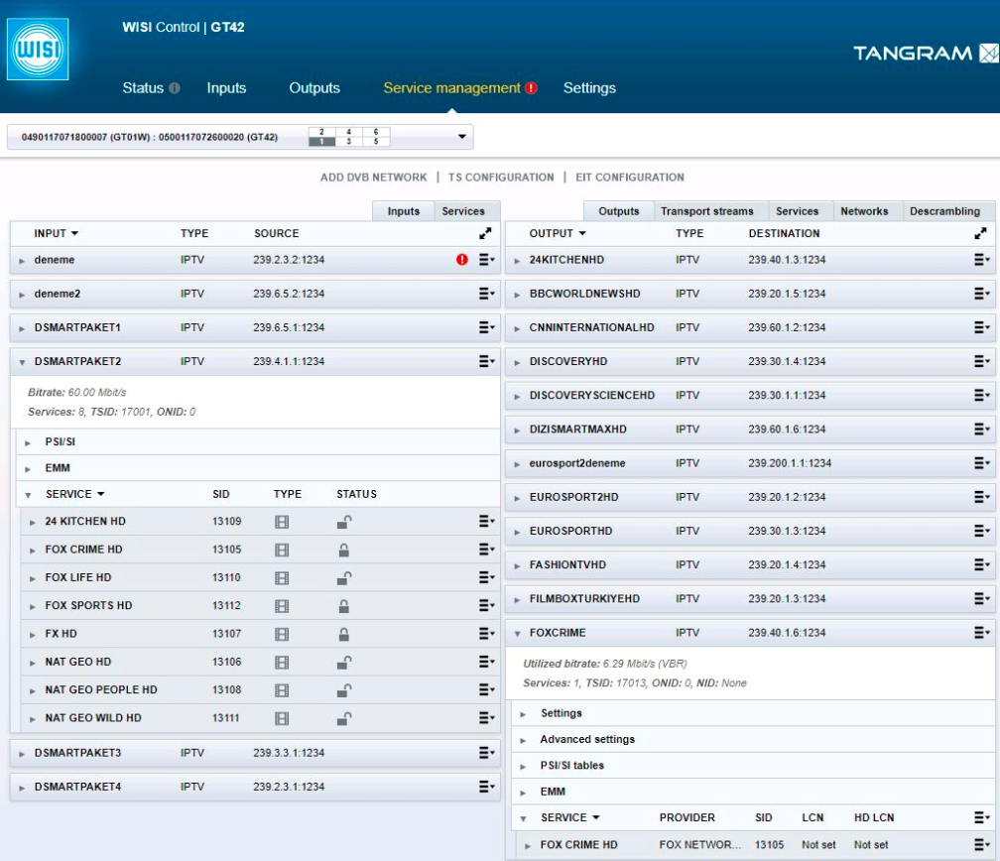 WISI
WISI Control | GT42
TANGRAM
Status Inputs Outputs Service management Settings
0490117071800007 (GT01W) : 0500117072600020 (GT42)
2 4 6
1 3 5
ADD DVB NETWORK | TS CONFIGURATION | EIT CONFIGURATION
Inputs Services
INPUT TYPE SOURCE
deneme IPTV 239.2.3.2:1234
deneme2 IPTV 239.6.5.2:1234
DSMARTPAKET1 IPTV 239.6.5.1:1234
DSMARTPAKET2 IPTV 239.4.1.1:1234
Bitrate: 60.00 Mbit/s
Services: 8, TSID: 17001, ONID: 0
PSI/SI
EMM
SERVICE SID TYPE STATUS
24 KITCHEN HD 13109
FOX CRIME HD 13105
FOX LIFE HD 13110
FOX SPORTS HD 13112
FX HD 13107
NAT GEO HD 13106
NAT GEO PEOPLE HD 13108
NAT GEO WILD HD 13111
DSMARTPAKET3 IPTV 239.3.3.1:1234
DSMARTPAKET4 IPTV 239.2.3.1:1234
Outputs Transport streams Services Networks Descrambling
OUTPUT TYPE DESTINATION
24KITCHENHD IPTV 239.40.1.3:1234
BBCWORLDNEWSHD IPTV 239.20.1.5:1234
CNNINTERNATIONALHD IPTV 239.60.1.2:1234
DISCOVERYHD IPTV 239.30.1.4:1234
DISCOVERYSCIENCEHD IPTV 239.30.1.1:1234
DIZISMARTMAXHD IPTV 239.60.1.6:1234
eurosport2deneme IPTV 239.200.1.1:1234
EUROSPORT2HD IPTV 239.20.1.2:1234
EUROSPORTHD IPTV 239.30.1.3:1234
FASHIONTVHD IPTV 239.20.1.4:1234
FILMBOXTURKIYEHD IPTV 239.20.1.3:1234
FOXCRIME IPTV 239.40.1.6:1234
Utilized bitrate: 6.29 Mbit/s (VBR)
Services: 1, TSID: 17013, ONID: 0, NID: None
Settings
Advanced settings
PSI/SI tables
EMM
SERVICE PROVIDER SID LCN HD LCN
FOX CRIME HD FOX NETWOR... 13105 Not set Not set